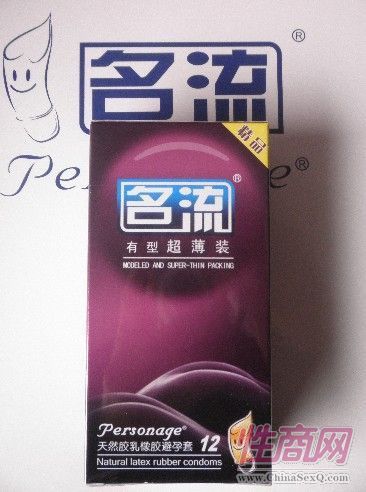 名流®
Personage®
精品
名流®
有型超薄装
MODELED AND SUPER-THIN PACKING
Personage®
天然胶乳橡胶避孕套 12
Natural latex rubber condoms
性商网
www.ChinaSexQ.com